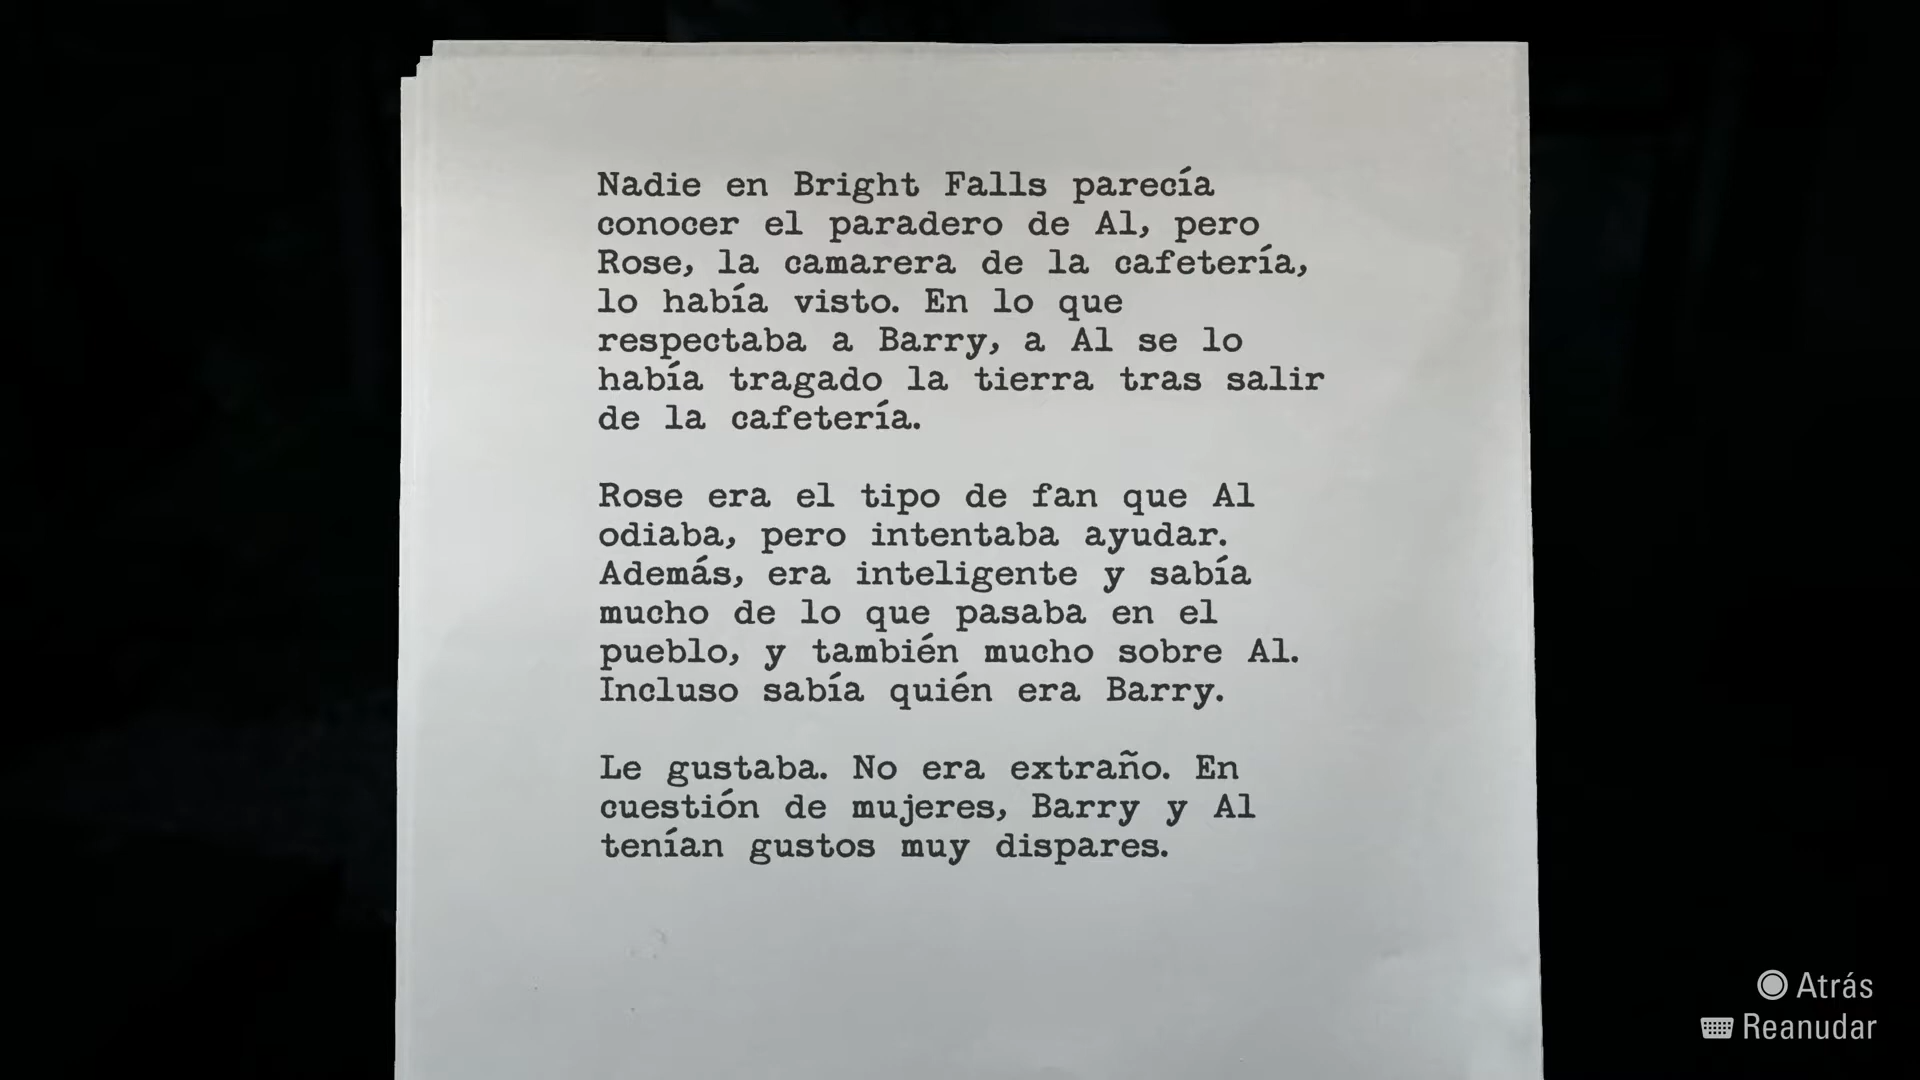 Nadie en Bright Falls parecía
conocer el paradero de Al, pero
Rose, la camarera de la cafetería,
lo había visto. En lo que
respectaba a Barry, a Al se lo
había tragado la tierra tras salir
de la cafetería.
Rose era el tipo de fan que Al
odiaba, pero intentaba ayudar.
Además, era inteligente y sabía
mucho de lo que pasaba en el
pueblo, y también mucho sobre Al.
Incluso sabía quién era Barry.
Le gustaba. No era extraño. En
cuestión de mujeres, Barry y Al
tenían gustos muy dispares.
Atrás
Reanudar